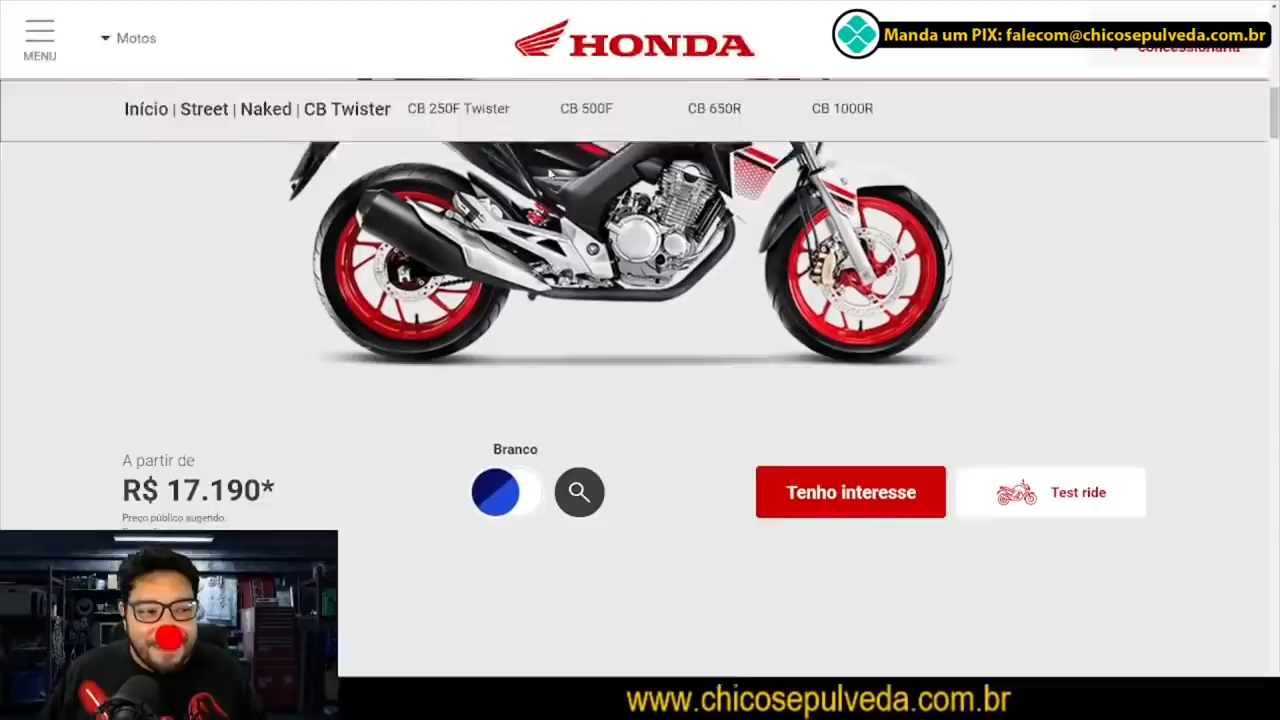 MENU
Motos
HONDA
Manda um PIX: falecom@chicosepulveda.com.br
concessionária
Início | Street | Naked | CB Twister
CB 250F Twister
CB 500F
CB 650R
CB 1000R
A partir de
R$ 17.190*
Preço público sugerido.
Branco
Tenho interesse
Test ride
www.chicosepulveda.com.br